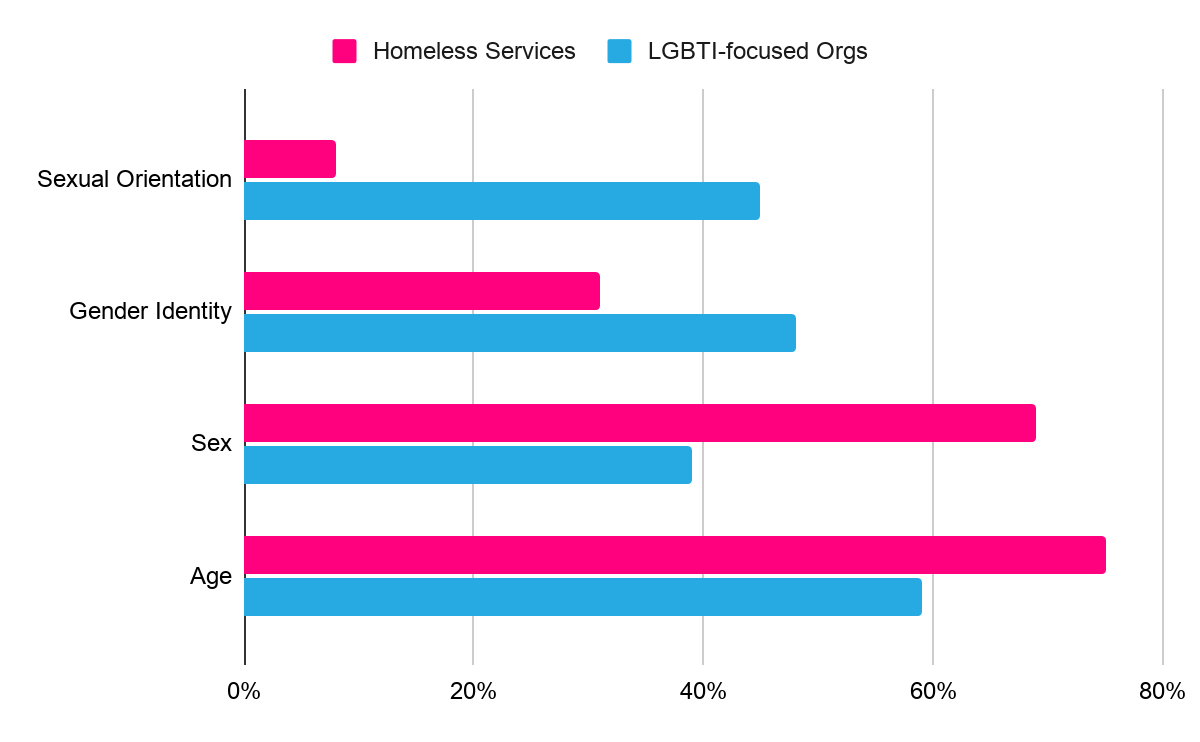 Homeless Services LGBTI-focused Orgs
Sexual Orientation
Gender Identity
Sex
Age
0% 20% 40% 60% 80%